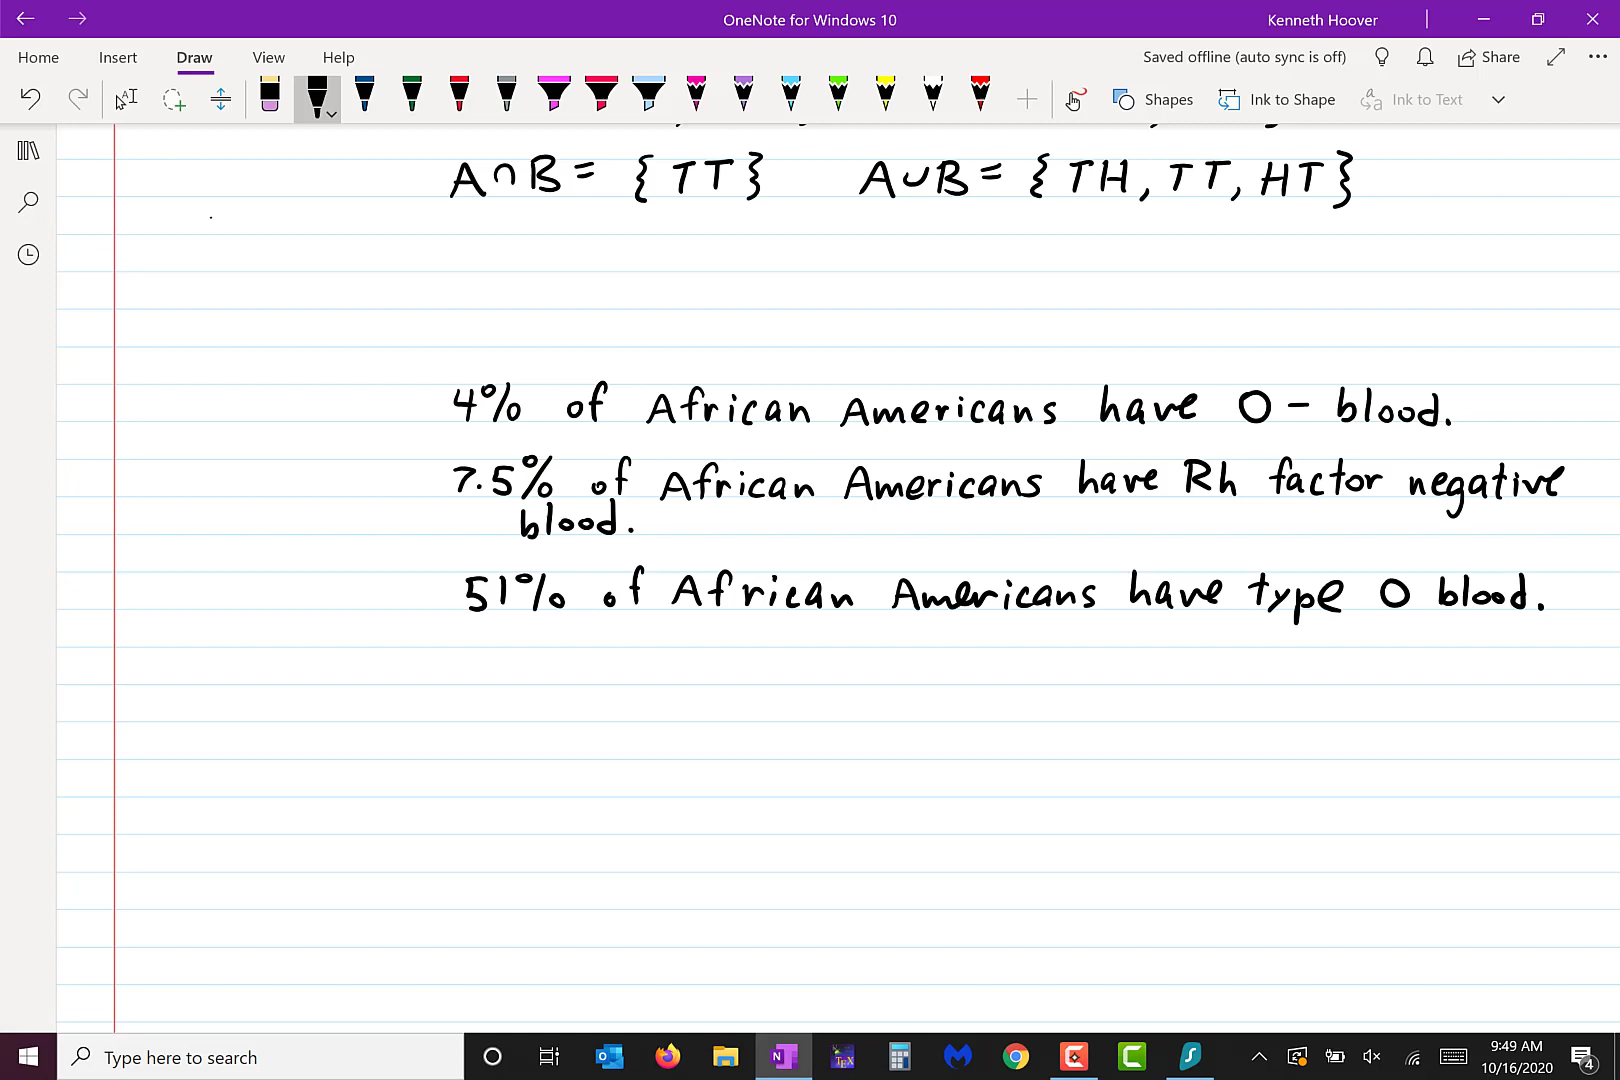 OneNote for Windows 10
Kenneth Hoover
Home Insert Draw View Help
Saved offline (auto sync is off) Share
Shapes Ink to Shape Ink to Text
A∩B = { TT } A∪B = { TH, TT, HT }
4% of African Americans have O - blood.
7.5% of African Americans have Rh factor negative
blood.
51% of African Americans have type O blood.
Type here to search
9:49 AM
10/16/2020
4